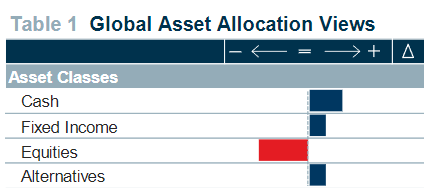 Table 1 Global Asset Allocation Views
− ← = → + Δ
Asset Classes
Cash
Fixed Income
Equities
Alternatives